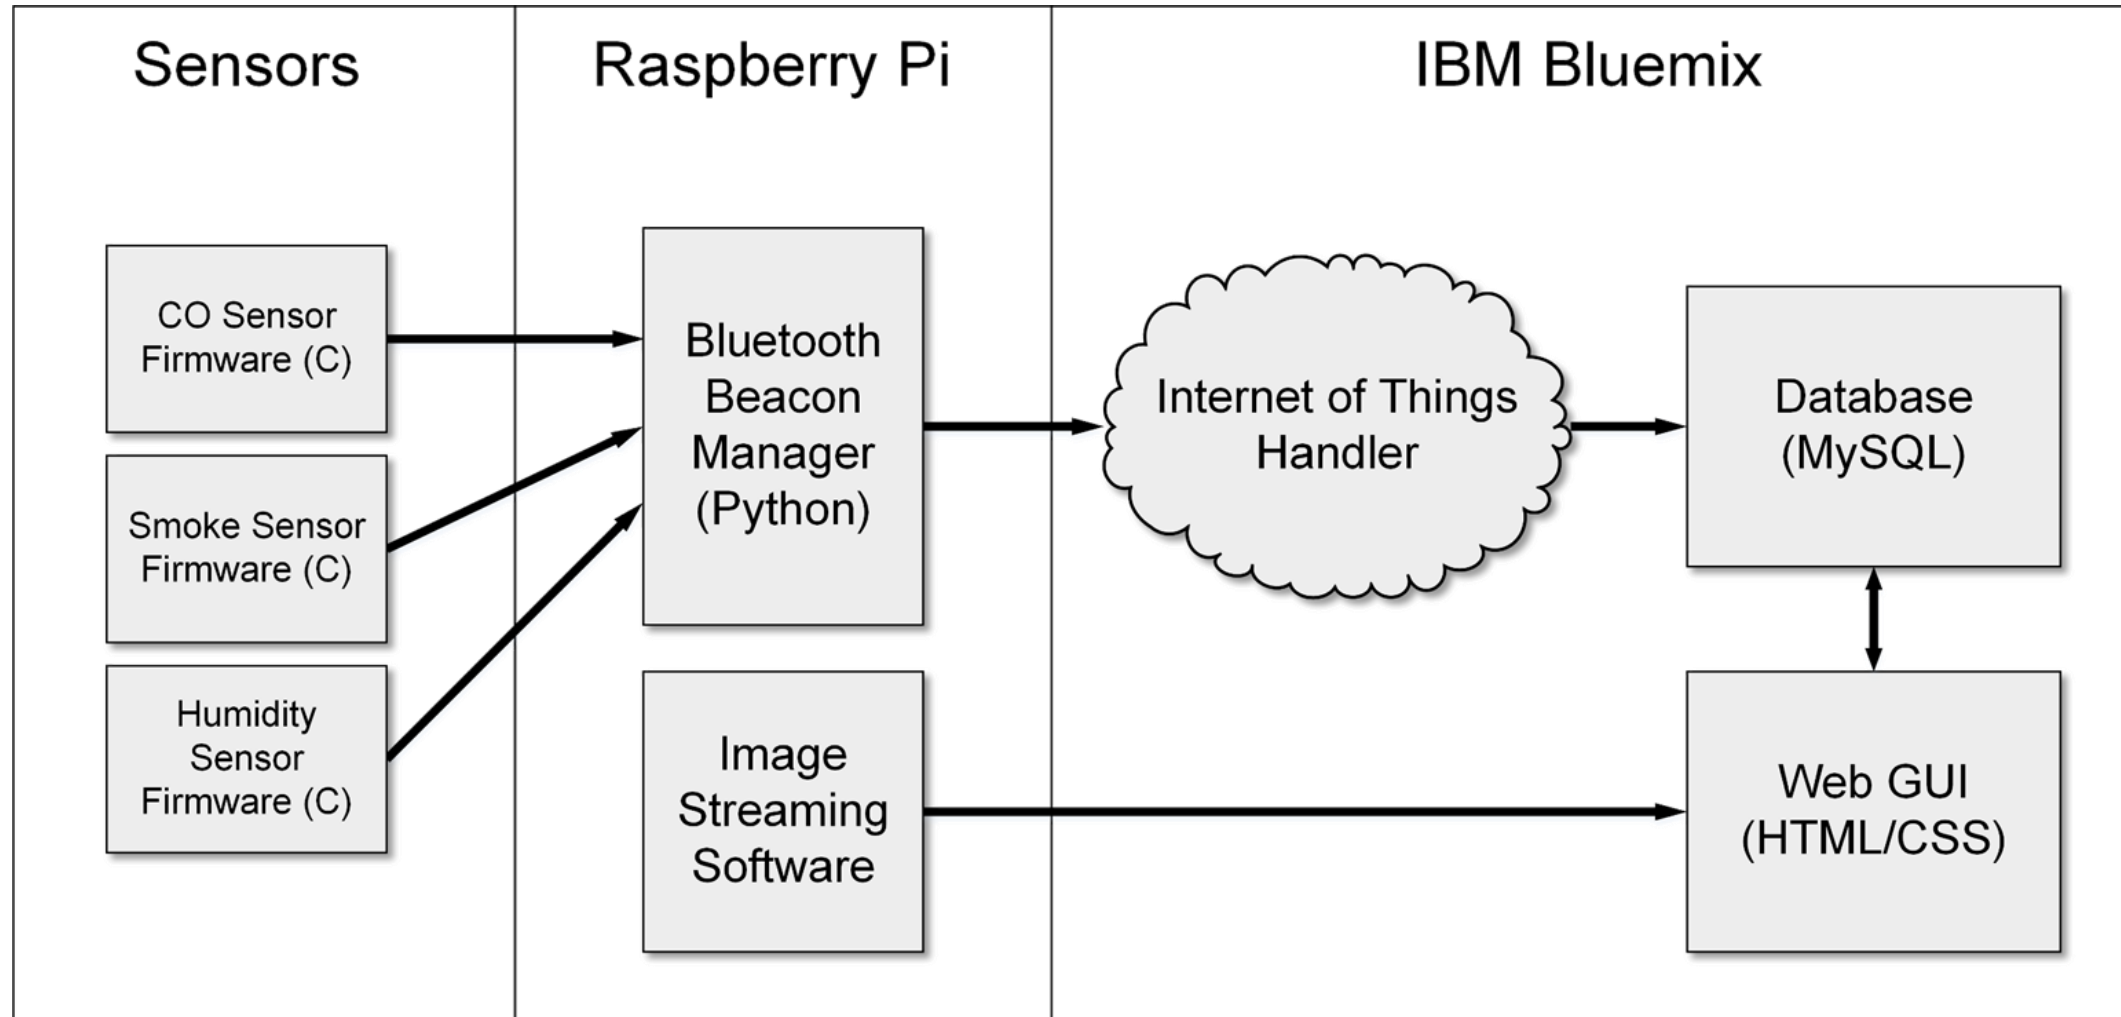 Sensors
Raspberry Pi
IBM Bluemix
CO Sensor
Firmware (C)
Smoke Sensor
Firmware (C)
Humidity
Sensor
Firmware (C)
Bluetooth
Beacon
Manager
(Python)
Image
Streaming
Software
Internet of Things
Handler
Database
(MySQL)
Web GUI
(HTML/CSS)